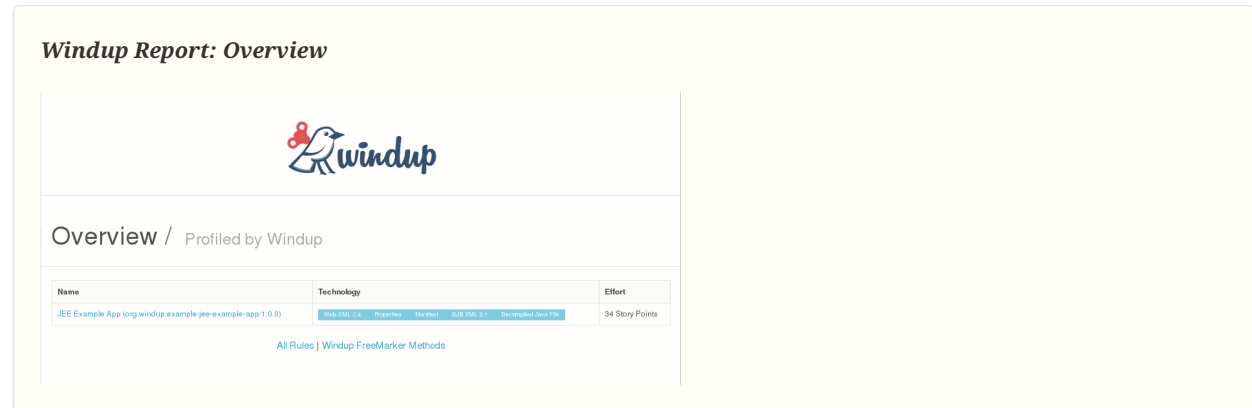 Windup Report: Overview
windup
Overview / Profiled by Windup
Name Technology Effort
JEE Example App (org.windup.example:jee-example-app:1.0.0) Web XML 2.4 Properties Manifest EJB XML 2.1 Decompiled Java File 34 Story Points
All Rules | Windup FreeMarker Methods